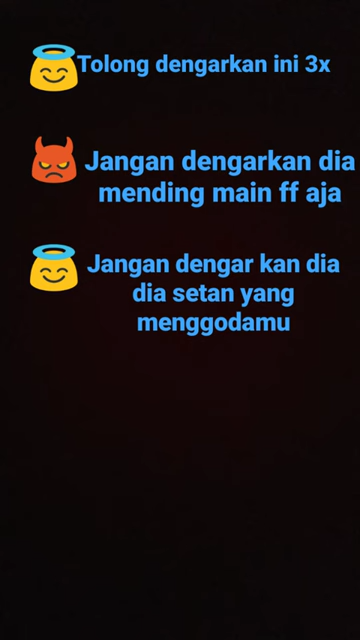 Tolong dengarkan ini 3x
Jangan dengarkan dia
mending main ff aja
Jangan dengar kan dia
dia setan yang
menggodamu